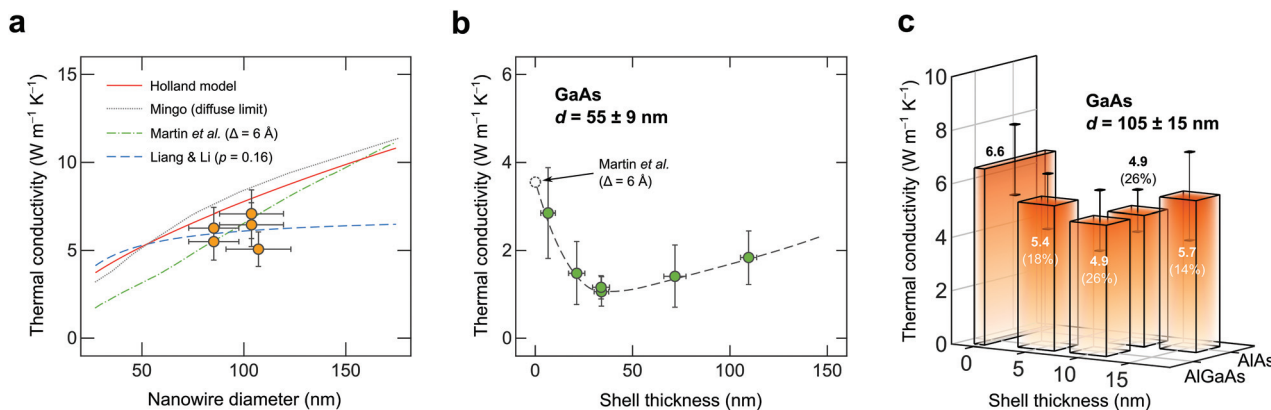 a
Thermal conductivity (W m⁻¹ K⁻¹)
15
10
5
0
Holland model
Mingo (diffuse limit)
Martin et al. (Δ = 6 Å)
Liang & Li (p = 0.16)
50
100
150
Nanowire diameter (nm)
b
Thermal conductivity (W m⁻¹ K⁻¹)
6
4
2
0
GaAs
d = 55 ± 9 nm
Martin et al.
(Δ = 6 Å)
0
50
100
150
Shell thickness (nm)
c
Thermal conductivity (W m⁻¹ K⁻¹)
10
8
6
4
2
0
GaAs
d = 105 ± 15 nm
6.6
5.4
(18%)
4.9
(26%)
4.9
(26%)
5.7
(14%)
0
5
10
15
Shell thickness (nm)
AlGaAs
AlAs